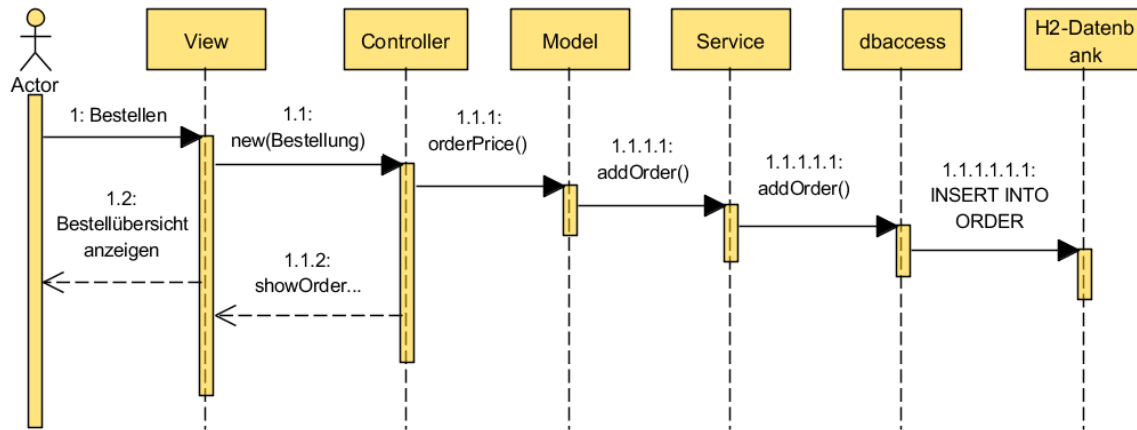 View
Controller
Model
Service
dbaccess
H2-Datenb
ank
Actor
1: Bestellen
1.1:
new(Bestellung)
1.1.1:
orderPrice()
1.1.1.1:
addOrder()
1.1.1.1.1:
addOrder()
1.1.1.1.1.1:
INSERT INTO
ORDER
1.2:
Bestellübersicht
anzeigen
1.1.2:
showOrder...